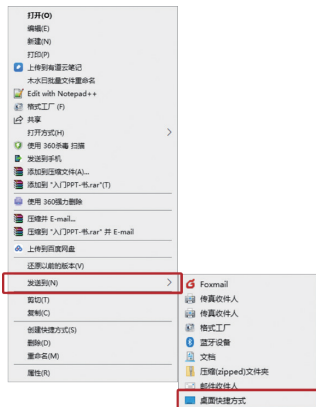 打开(O)
编辑(E)
新建(N)
打印(P)
上传到有道云笔记
木水日批量文件重命名
Edit with Notepad++
格式工厂 (F)
共享
打开方式(H)
使用 360杀毒 扫描
发送到手机
添加到压缩文件(A)...
添加到 "入门PPT-书.rar"(T)
使用 360强力删除
压缩并 E-mail...
压缩到 "入门PPT-书.rar" 并 E-mail
上传到百度网盘
还原以前的版本(V)
发送到(N)
剪切(T)
复制(C)
创建快捷方式(S)
删除(D)
重命名(M)
属性(R)
Foxmail
传真收件人
传真收件人
格式工厂
蓝牙设备
文档
压缩(zipped)文件夹
邮件收件人
桌面快捷方式